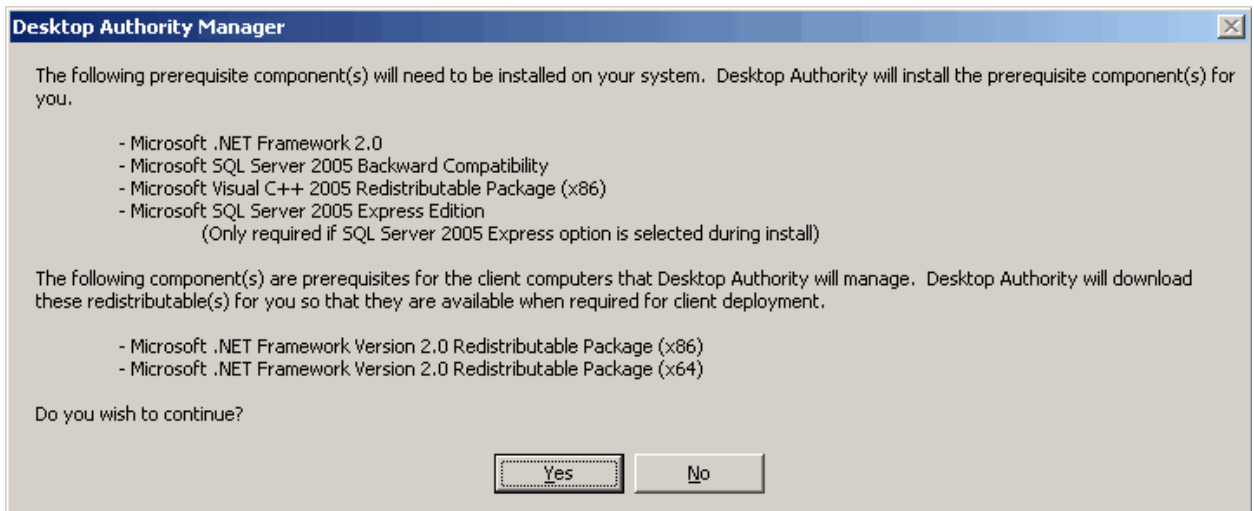 Desktop Authority Manager
The following prerequisite component(s) will need to be installed on your system.  Desktop Authority will install the prerequisite component(s) for
you.
- Microsoft .NET Framework 2.0
- Microsoft SQL Server 2005 Backward Compatibility
- Microsoft Visual C++ 2005 Redistributable Package (x86)
- Microsoft SQL Server 2005 Express Edition
(Only required if SQL Server 2005 Express option is selected during install)
The following component(s) are prerequisites for the client computers that Desktop Authority will manage.  Desktop Authority will download
these redistributable(s) for you so that they are available when required for client deployment.
- Microsoft .NET Framework Version 2.0 Redistributable Package (x86)
- Microsoft .NET Framework Version 2.0 Redistributable Package (x64)
Do you wish to continue?
Yes No